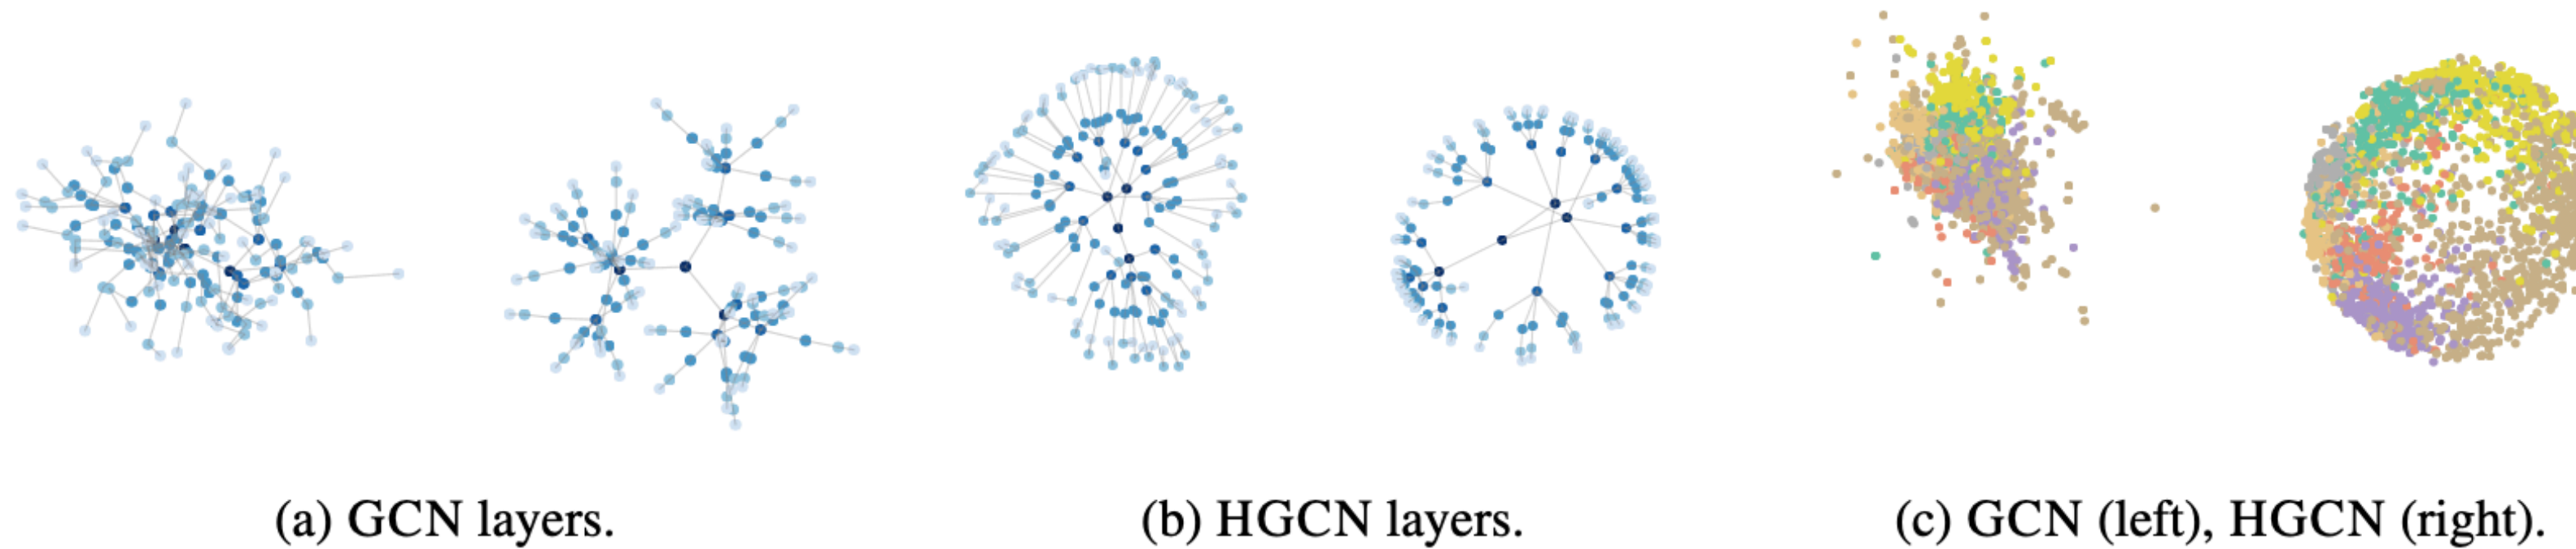 (a) GCN layers.
(b) HGCN layers.
(c) GCN (left), HGCN (right).